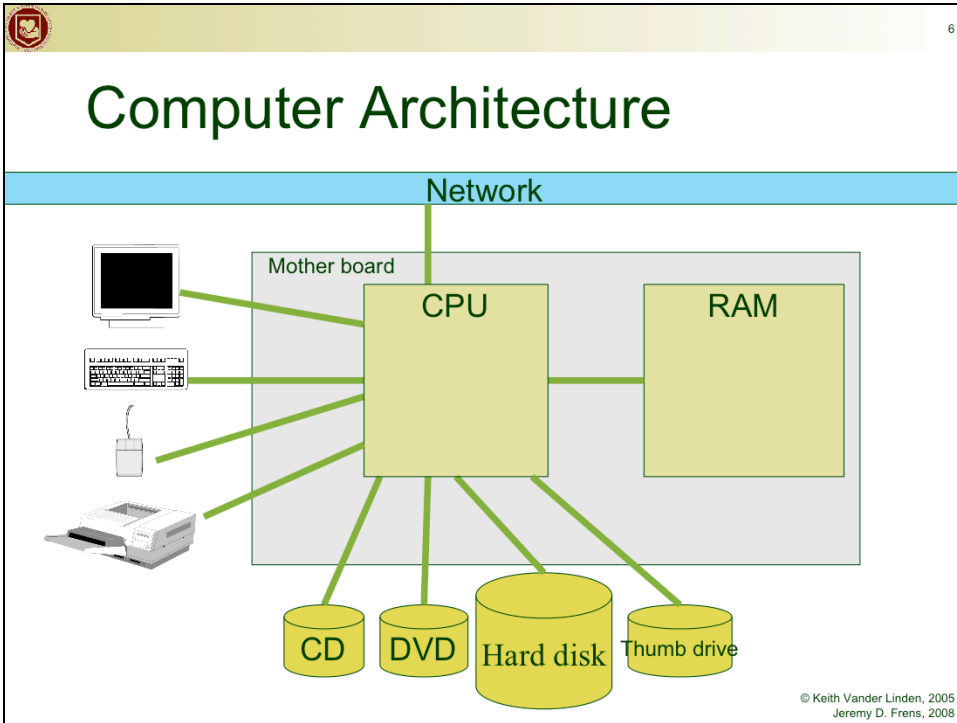 6
Computer Architecture
Network
Mother board
CPU
RAM
CD
DVD
Hard disk
Thumb drive
© Keith Vander Linden, 2005
Jeremy D. Frens, 2008